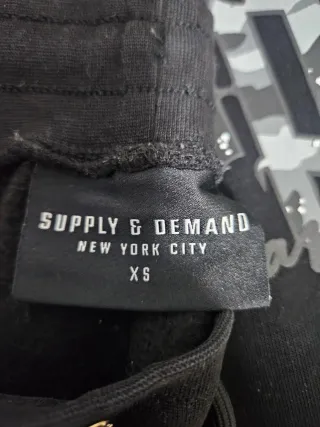 SUPPLY & DEMAND
NEW YORK CITY
XS